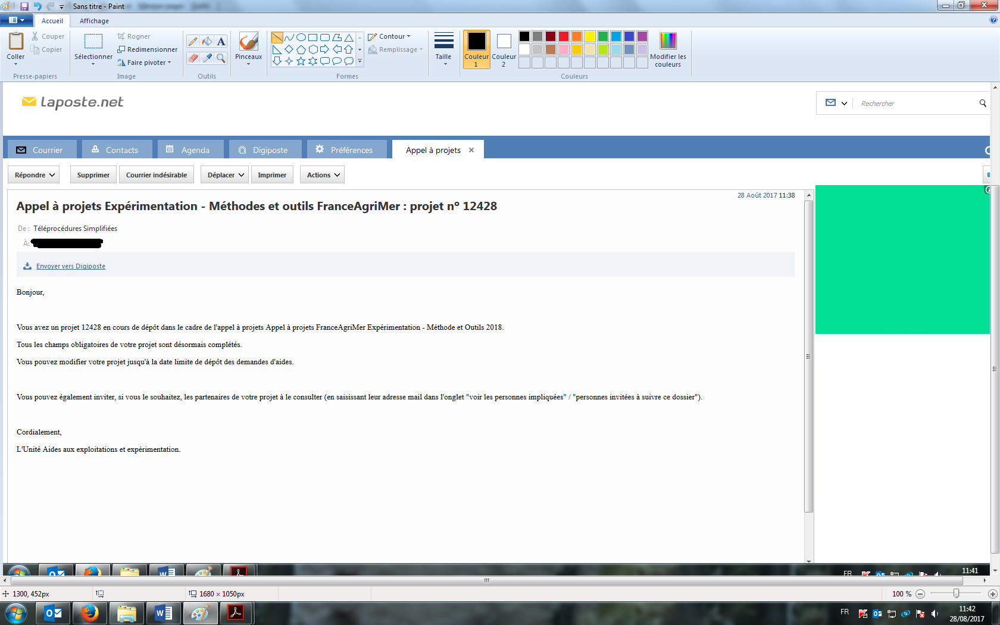 Sans titre - Paint
Accueil
Affichage
Coller
Couper
Copier
Presse-papiers
Sélectionner
Rogner
Redimensionner
Faire pivoter
Image
A
Outils
Pinceaux
Contour
Remplissage
Formes
Taille
Couleur 1
Couleur 2
Modifier les couleurs
Couleurs
laposte.net
Rechercher
Courrier
Contacts
Agenda
Digiposte
Préférences
Appel à projets
Répondre
Supprimer
Courrier indésirable
Déplacer
Imprimer
Actions
28 Août 2017 11:38
Appel à projets Expérimentation - Méthodes et outils FranceAgriMer : projet n° 12428
De : Téléprocédures Simplifiées
À :
Envoyer vers Digiposte
Bonjour,
Vous avez un projet 12428 en cours de dépôt dans le cadre de l'appel à projets Appel à projets FranceAgriMer Expérimentation - Méthode et Outils 2018.
Tous les champs obligatoires de votre projet sont désormais complétés.
Vous pouvez modifier votre projet jusqu'à la date limite de dépôt des demandes d'aides.
Vous pouvez également inviter, si vous le souhaitez, les partenaires de votre projet à le consulter (en saisissant leur adresse mail dans l'onglet "voir les personnes impliquées" / "personnes invitées à suivre ce dossier").
Cordialement,
L'Unité Aides aux exploitations et expérimentation.
FR
11:41
1300, 452px
1680 × 1050px
100 %
FR
11:42
28/08/2017